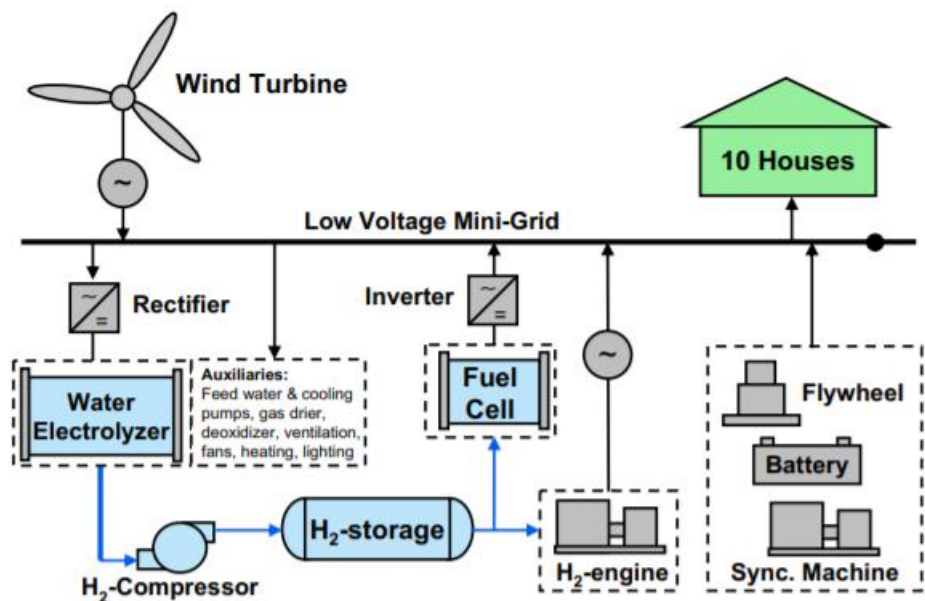 Wind Turbine
~
10 Houses
Low Voltage Mini-Grid
~
=
Rectifier
Inverter
~
=
~
Water
Electrolyzer
Auxiliaries:
Feed water & cooling
pumps, gas drier,
deoxidizer, ventilation,
fans, heating, lighting
Fuel
Cell
Flywheel
Battery
Sync. Machine
H₂-Compressor
H₂-storage
H₂-engine